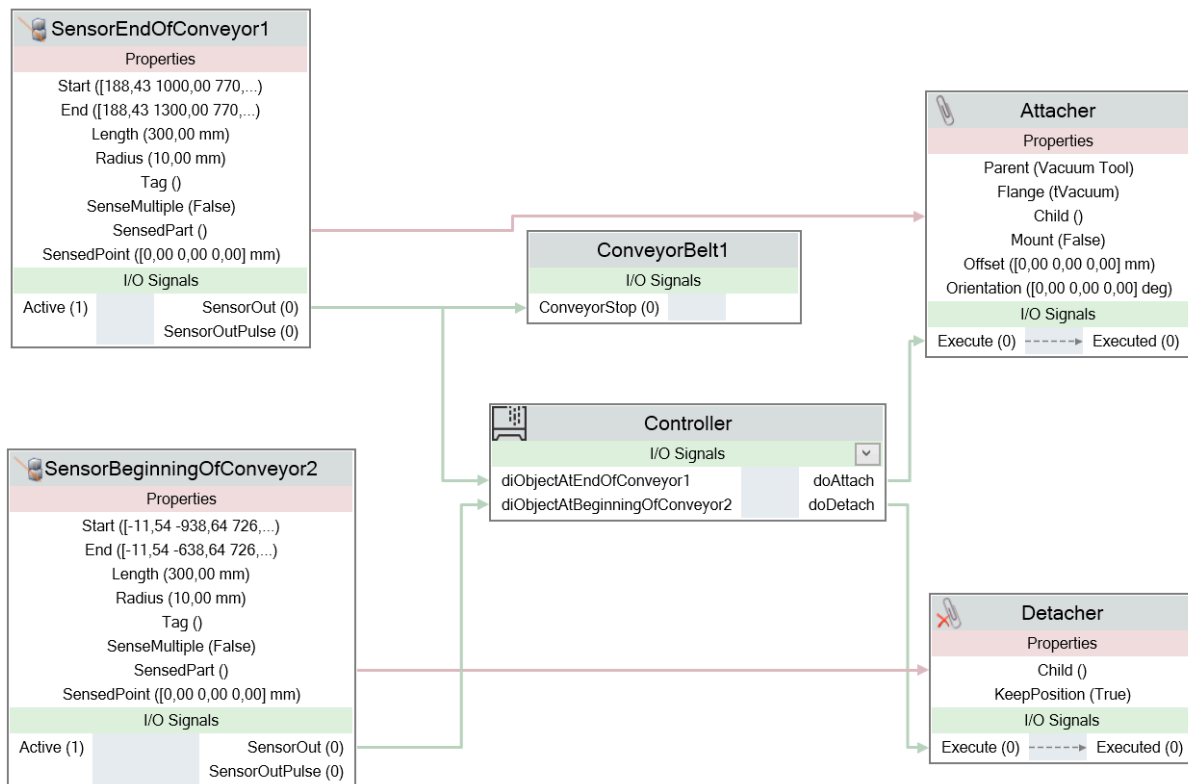 SensorEndOfConveyor1
Properties
Start ([188,43 1000,00 770,...)
End ([188,43 1300,00 770,...)
Length (300,00 mm)
Radius (10,00 mm)
Tag ()
SenseMultiple (False)
SensedPart ()
SensedPoint ([0,00 0,00 0,00] mm)
I/O Signals
Active (1) SensorOut (0)
SensorOutPulse (0)
ConveyorBelt1
I/O Signals
ConveyorStop (0)
Attacher
Properties
Parent (Vacuum Tool)
Flange (tVacuum)
Child ()
Mount (False)
Offset ([0,00 0,00 0,00] mm)
Orientation ([0,00 0,00 0,00] deg)
I/O Signals
Execute (0) Executed (0)
Controller
I/O Signals
diObjectAtEndOfConveyor1 doAttach
diObjectAtBeginningOfConveyor2 doDetach
SensorBeginningOfConveyor2
Properties
Start ([-11,54 -938,64 726,...)
End ([-11,54 -638,64 726,...)
Length (300,00 mm)
Radius (10,00 mm)
Tag ()
SenseMultiple (False)
SensedPart ()
SensedPoint ([0,00 0,00 0,00] mm)
I/O Signals
Active (1) SensorOut (0)
SensorOutPulse (0)
Detacher
Properties
Child ()
KeepPosition (True)
I/O Signals
Execute (0) Executed (0)